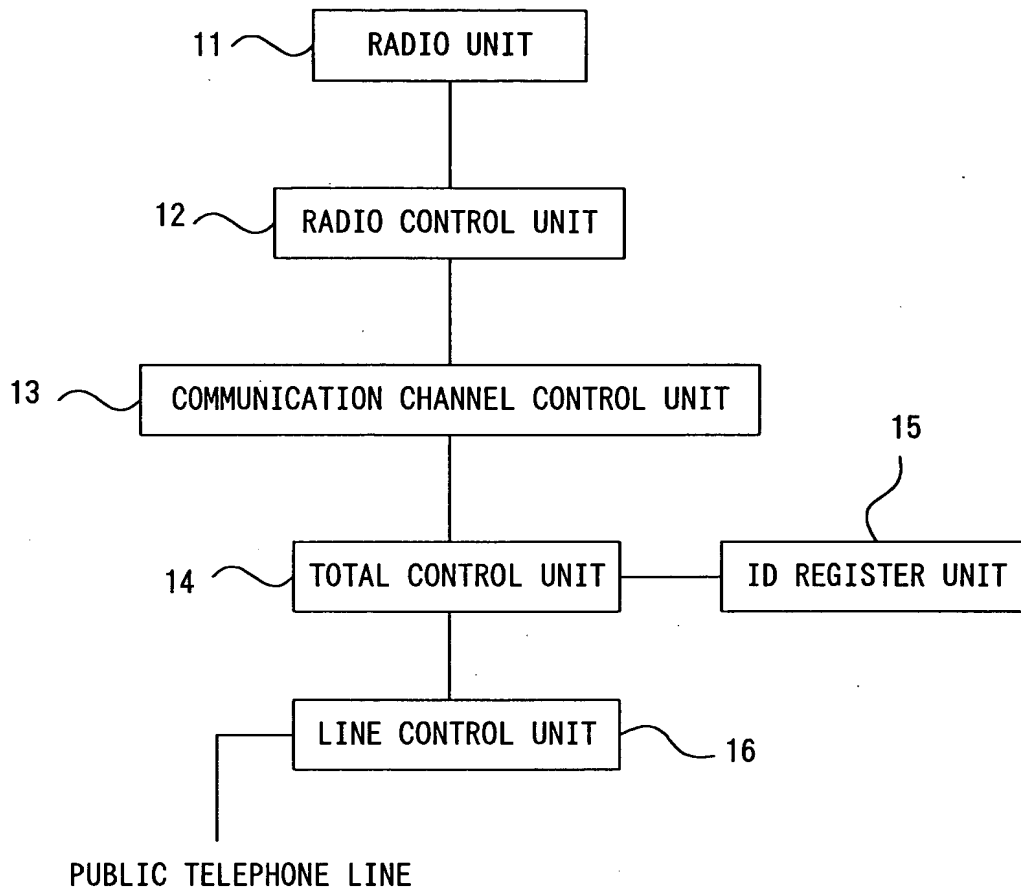 11
RADIO UNIT
12
RADIO CONTROL UNIT
13
COMMUNICATION CHANNEL CONTROL UNIT
15
14
TOTAL CONTROL UNIT
ID REGISTER UNIT
LINE CONTROL UNIT
16
PUBLIC TELEPHONE LINE